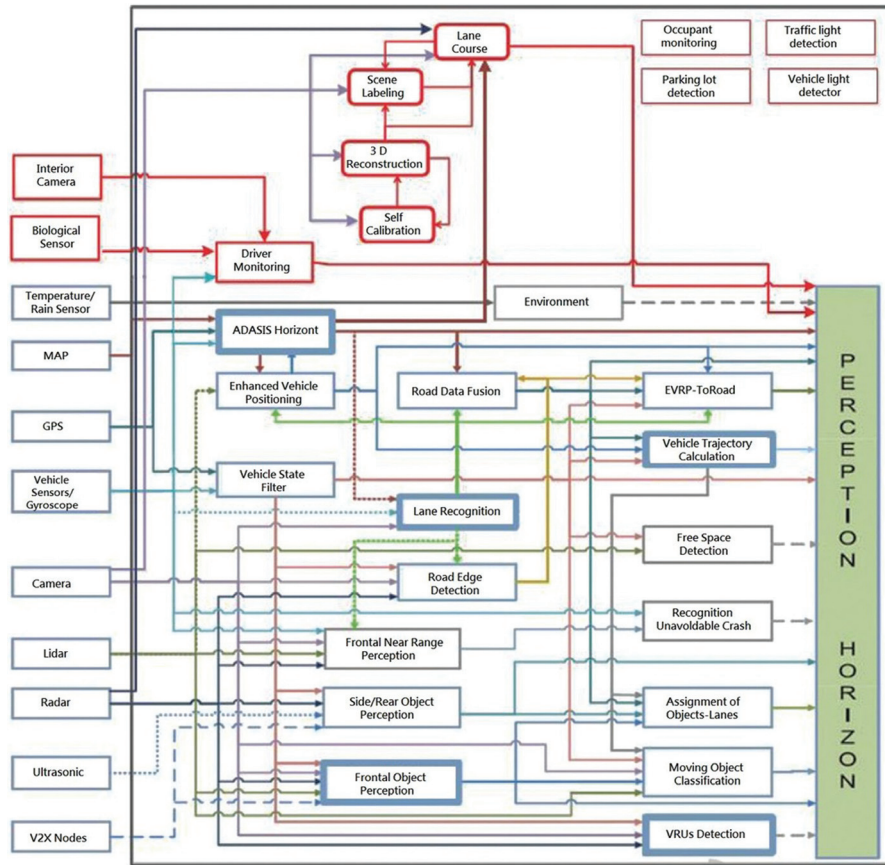 Lane
Course
Occupant
monitoring
Traffic light
detection
Scene
Labeling
Parking lot
detection
Vehicle light
detector
3 D
Reconstruction
Interior
Camera
Self
Calibration
Biological
Sensor
Driver
Monitoring
Temperature/
Rain Sensor
Environment
MAP
ADASIS Horizont
Enhanced Vehicle
Positioning
Road Data Fusion
EVRP-ToRoad
GPS
Vehicle Trajectory
Calculation
Vehicle
Sensors/
Gyroscope
Vehicle State
Filter
Lane Recognition
Free Space
Detection
Camera
Road Edge
Detection
Recognition
Unavoldable Crash
Lidar
Frontal Near Range
Perception
Radar
Side/Rear Object
Perception
Assignment of
Objects-Lanes
Ultrasonic
Frontal Object
Perception
Moving Object
Classification
V2X Nodes
VRUs Detection
PERCEPTION
HORIZON